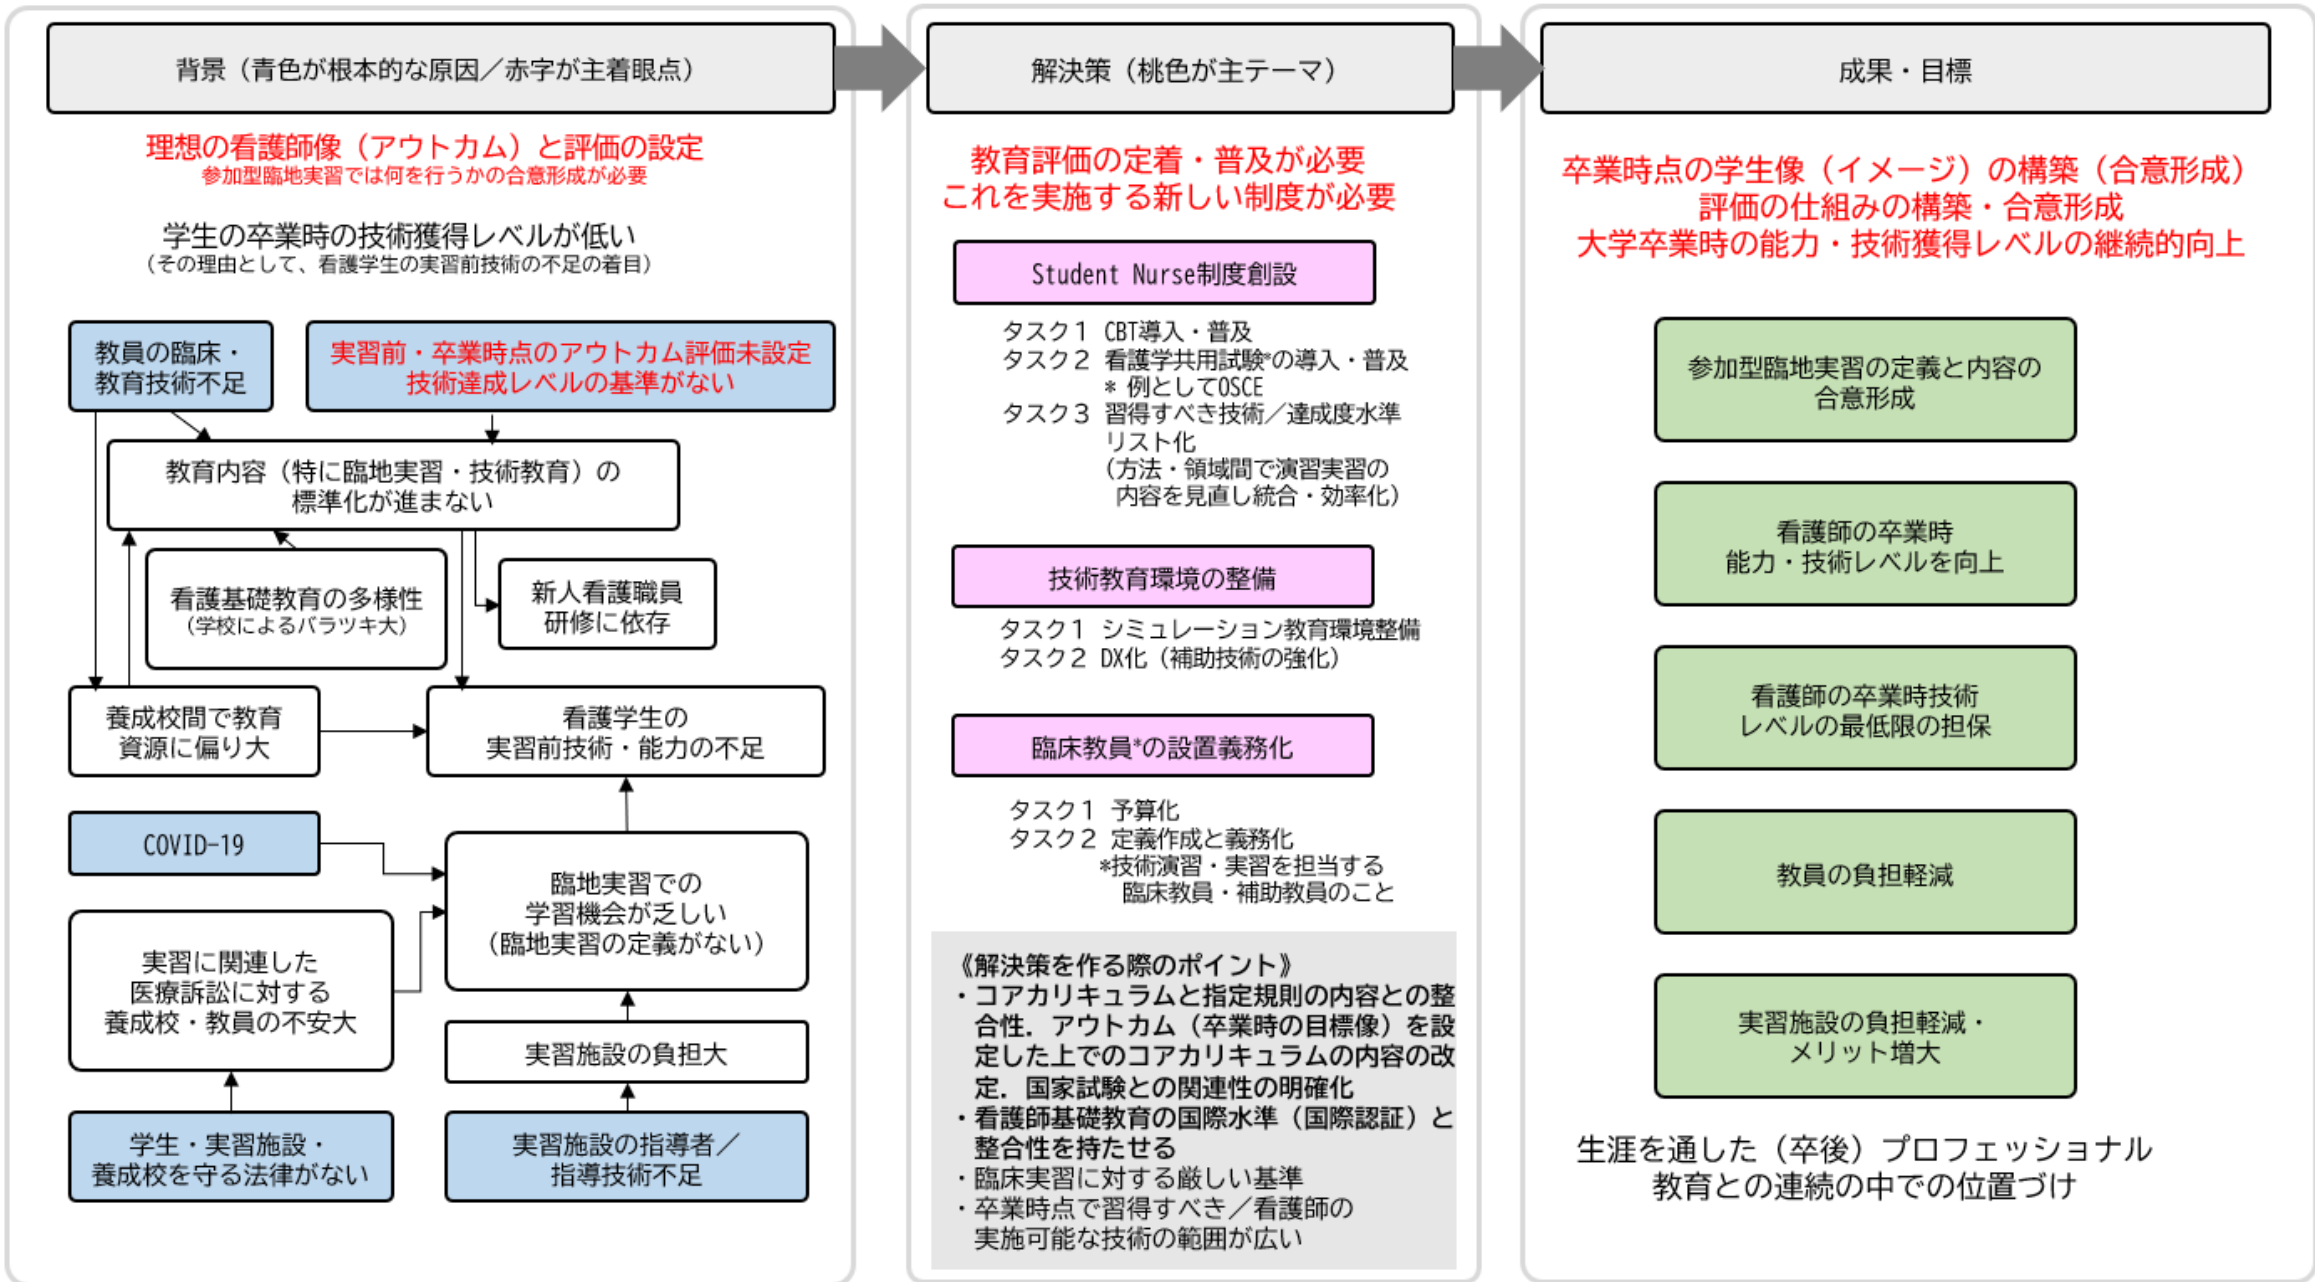 背景（青色が根本的な原因／赤字が主着眼点）
理想の看護師像（アウトカム）と評価の設定
参加型臨地実習では何を行うかの合意形成が必要
学生の卒業時の技術獲得レベルが低い
（その理由として、看護学生の実習前技術の不足の着目）
教員の臨床・
教育技術不足
実習前・卒業時点のアウトカム評価未設定
技術達成レベルの基準がない
教育内容（特に臨地実習・技術教育）の
標準化が進まない
看護基礎教育の多様性
（学校によるバラツキ大）
新人看護職員
研修に依存
養成校間で教育
資源に偏り大
看護学生の
実習前技術・能力の不足
COVID-19
臨地実習での
学習機会が乏しい
（臨地実習の定義がない）
実習に関連した
医療訴訟に対する
養成校・教員の不安大
実習施設の負担大
学生・実習施設・
養成校を守る法律がない
実習施設の指導者／
指導技術不足
解決策（桃色が主テーマ）
教育評価の定着・普及が必要
これを実施する新しい制度が必要
Student Nurse制度創設
タスク１ CBT導入・普及
タスク２ 看護学共用試験*の導入・普及
* 例としてOSCE
タスク３ 習得すべき技術／達成度水準
リスト化
（方法・領域間で演習実習の
内容を見直し統合・効率化）
技術教育環境の整備
タスク１ シミュレーション教育環境整備
タスク２ DX化（補助技術の強化）
臨床教員*の設置義務化
タスク１ 予算化
タスク２ 定義作成と義務化
*技術演習・実習を担当する
臨床教員・補助教員のこと
《解決策を作る際のポイント》
・コアカリキュラムと指定規則の内容との整
合性．アウトカム（卒業時の目標像）を設
定した上でのコアカリキュラムの内容の改
定．国家試験との関連性の明確化
・看護師基礎教育の国際水準（国際認証）と
整合性を持たせる
・臨床実習に対する厳しい基準
・卒業時点で習得すべき／看護師の
実施可能な技術の範囲が広い
成果・目標
卒業時点の学生像（イメージ）の構築（合意形成）
評価の仕組みの構築・合意形成
大学卒業時の能力・技術獲得レベルの継続的向上
参加型臨地実習の定義と内容の
合意形成
看護師の卒業時
能力・技術レベルを向上
看護師の卒業時技術
レベルの最低限の担保
教員の負担軽減
実習施設の負担軽減・
メリット増大
生涯を通した（卒後）プロフェッショナル
教育との連続の中での位置づけ